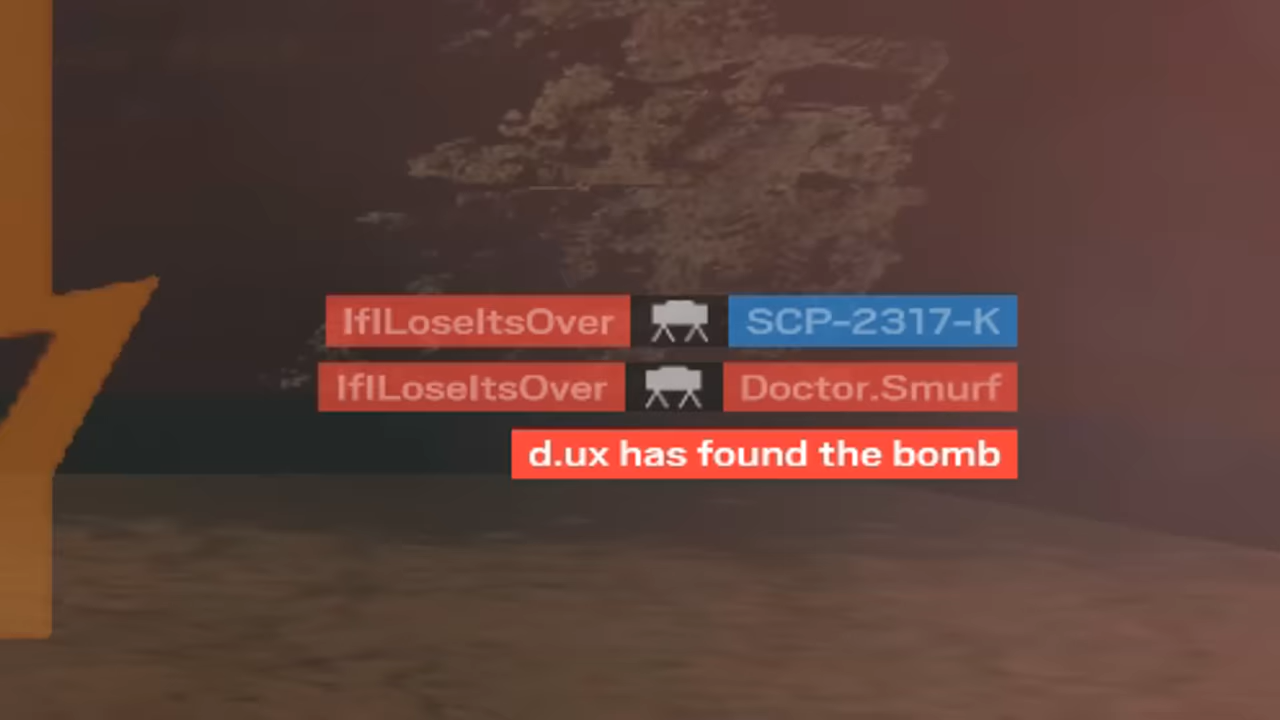 IfILoseItsOver SCP-2317-K
IfILoseItsOver Doctor.Smurf
d.ux has found the bomb